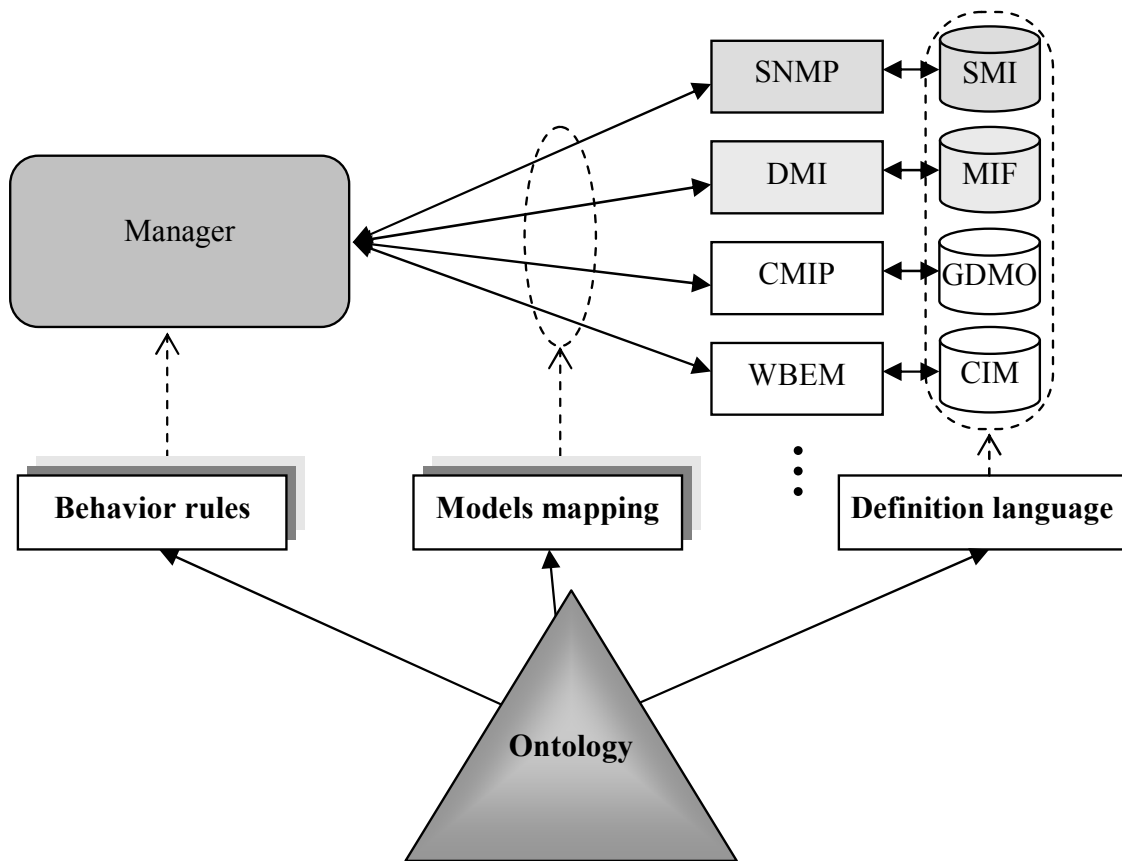 SNMP
SMI
DMI
MIF
Manager
CMIP
GDMO
WBEM
CIM
Behavior rules
Models mapping
Definition language
Ontology